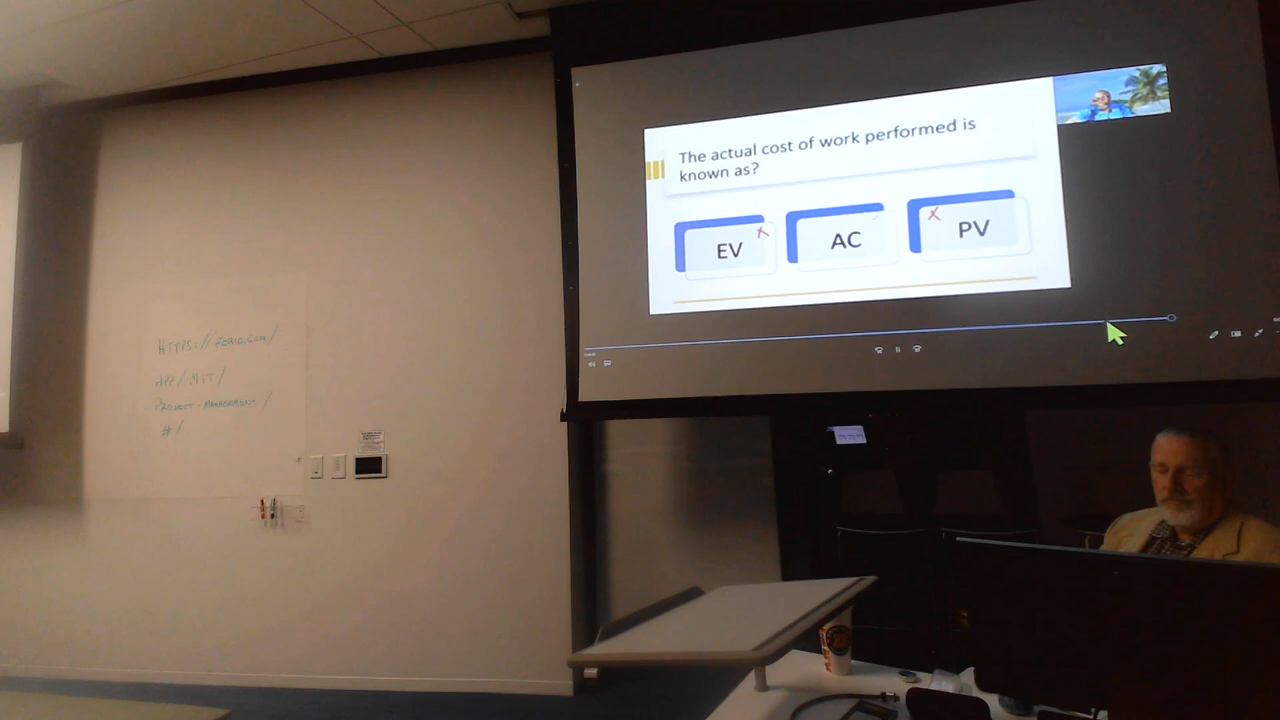 HTTPS://FORIO.COM/
APP/MIT/
PROJECT-MANAGEMENT/
#/
The actual cost of work performed is
known as?
EV
AC
PV